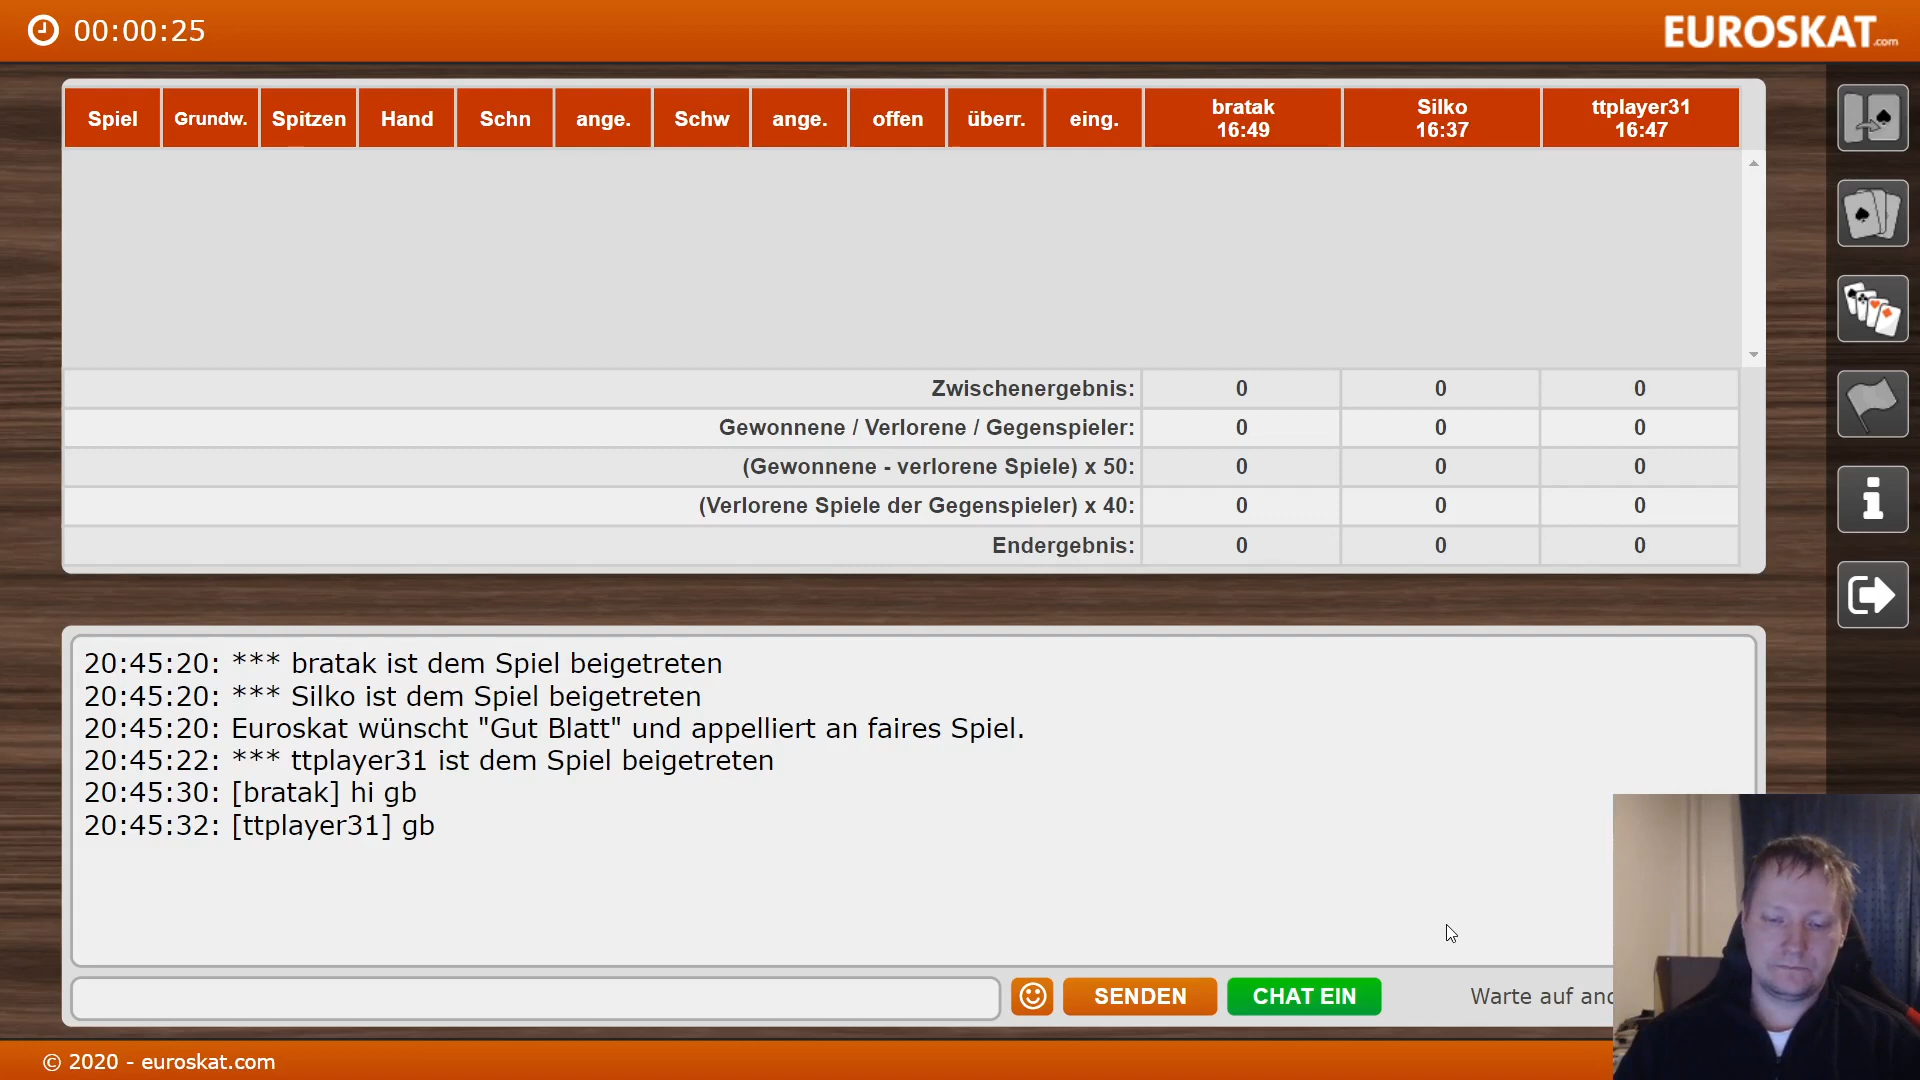 00:00:25
EUROSKAT.com
Spiel Grundw. Spitzen Hand Schn ange. Schw ange. offen überr. eing. bratak 16:49 Silko 16:37 ttplayer31 16:47
Zwischenergebnis: 0 0 0
Gewonnene / Verlorene / Gegenspieler: 0 0 0
(Gewonnene - verlorene Spiele) x 50: 0 0 0
(Verlorene Spiele der Gegenspieler) x 40: 0 0 0
Endergebnis: 0 0 0
20:45:20: *** bratak ist dem Spiel beigetreten
20:45:20: *** Silko ist dem Spiel beigetreten
20:45:20: Euroskat wünscht "Gut Blatt" und appelliert an faires Spiel.
20:45:22: *** ttplayer31 ist dem Spiel beigetreten
20:45:30: [bratak] hi gb
20:45:32: [ttplayer31] gb
SENDEN CHAT EIN Warte auf
© 2020 - euroskat.com